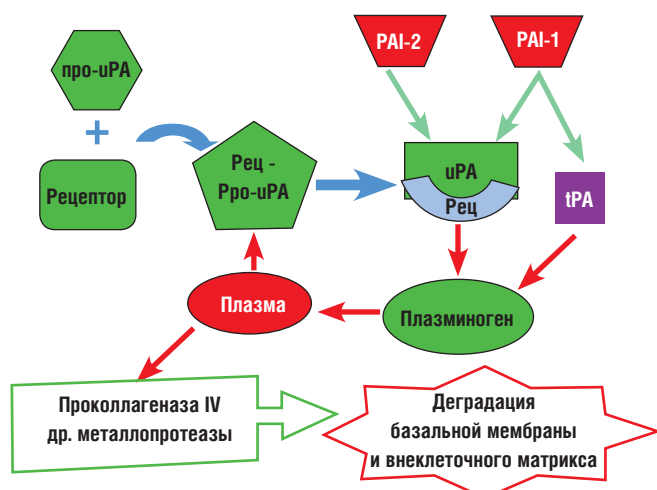 PAI-2
PAI-1
про-uPA
+
Рецептор
Рец -
Рро-uPA
uPA
Рец
tPA
Плазма
Плазминоген
Проколлагеназа IV
др. металлопротеазы
Деградация
базальной мембраны
и внеклеточного матрикса